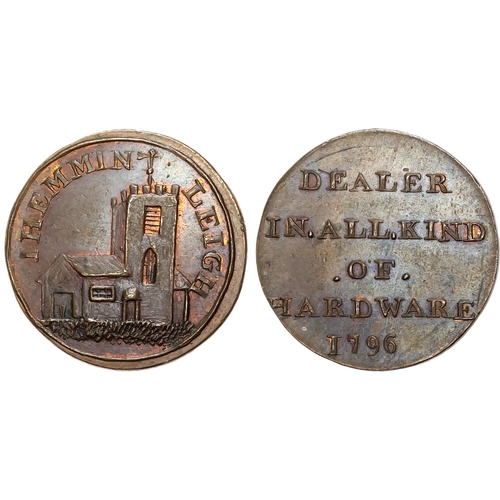 I HEMMIN LEIGH
DEALER
IN. ALL. KIND
. OF .
HARDWARE
1796